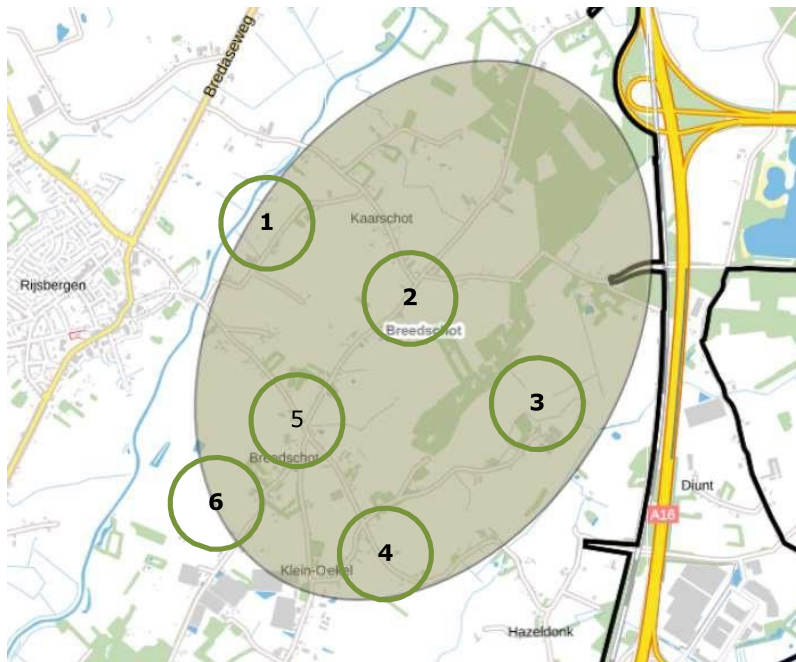 Bredaseweg
1
Kaarschot
Rijsbergen
2
Breedschot
3
5
Breedschot
6
Diunt
A16
4
Klein-Oekel
Hazeldonk